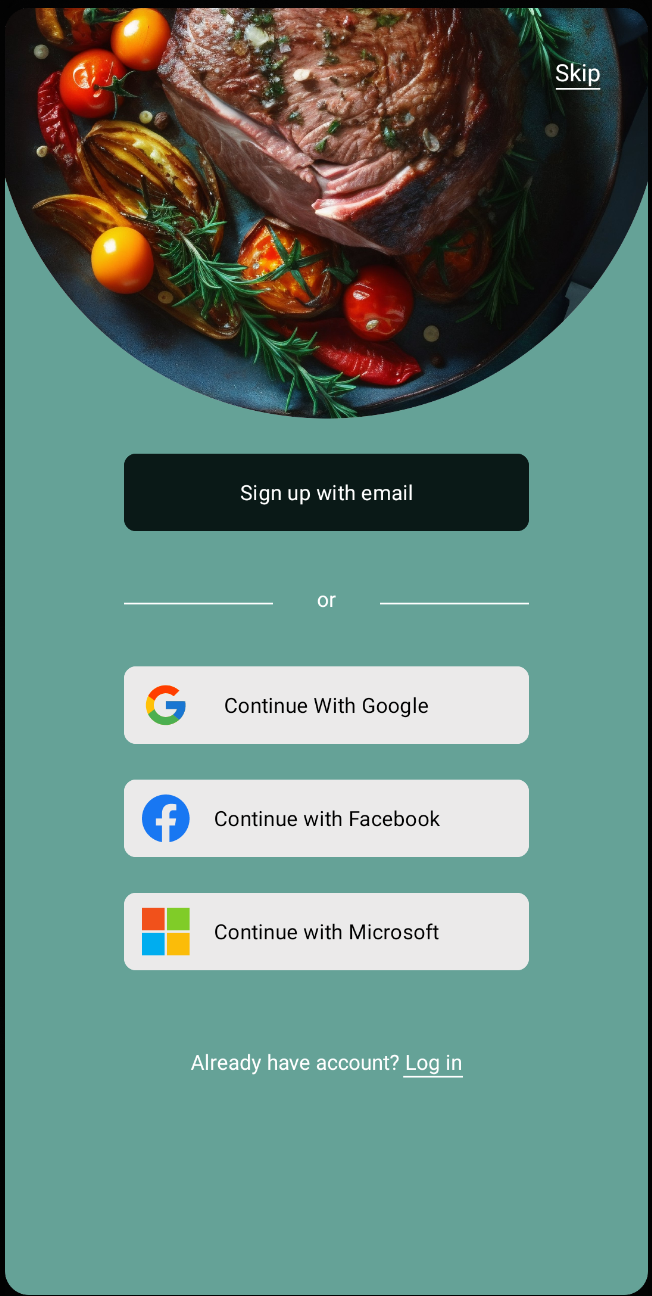 Skip
Sign up with email
or
Continue With Google
Continue with Facebook
Continue with Microsoft
Already have account? Log in